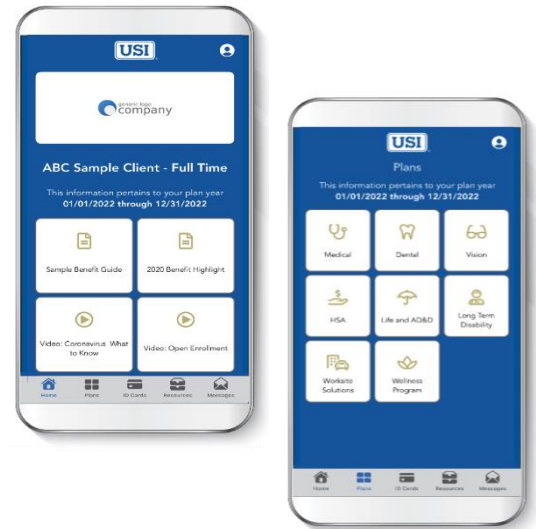 USI
generic logo
company
ABC Sample Client - Full Time
This information pertains to your plan year
01/01/2022 through 12/31/2022
Sample Benefit Guide
2020 Benefit Highlight
Video: Coronavirus: What
to Know
Video: Open Enrollment
Home
Plans
ID Cards
Resources
Messages
USI
Plans
This information pertains to your plan year
01/01/2022 through 12/31/2022
Medical
Dental
Vision
HSA
Life and AD&D
Long Term
Disability
Worksite
Solutions
Wellness
Program
Home
Plans
ID Cards
Resources
Messages